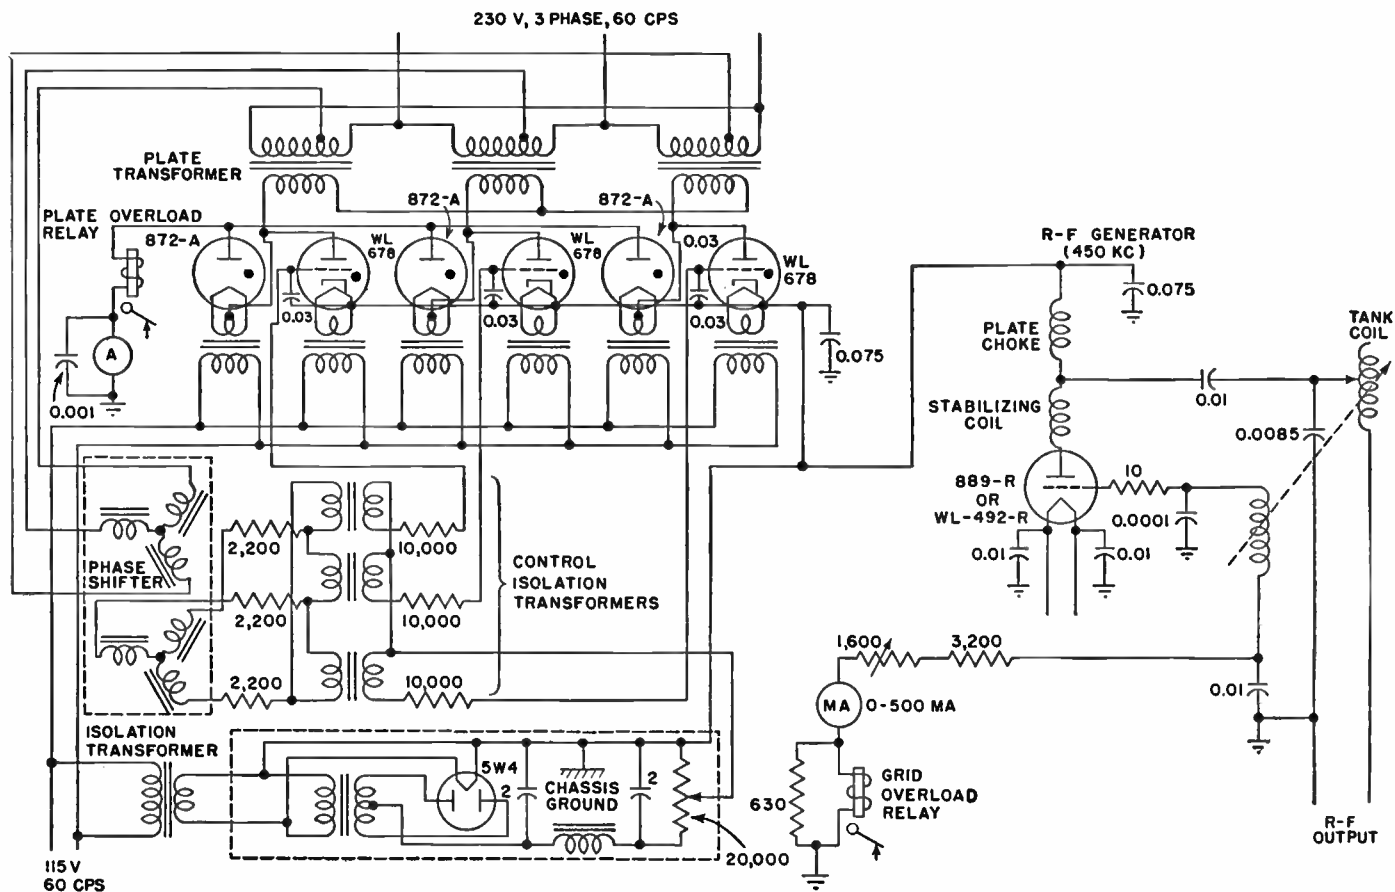 230 V, 3 PHASE, 60 CPS
PLATE
TRANSFORMER
PLATE OVERLOAD
RELAY
872-A
872-A
872-A
WL
678
WL
678
WL
678
0.03
0.03
0.03
0.03
0.075
A
0.001
R-F GENERATOR
(450 KC)
0.075
PLATE
CHOKE
TANK
COIL
STABILIZING
COIL
0.01
0.0085
889-R
OR
WL-492-R
10
0.0001
0.01
0.01
PHASE
SHIFTER
2,200
2,200
2,200
10,000
10,000
10,000
CONTROL
ISOLATION
TRANSFORMERS
1,600
3,200
0.01
MA
0-500 MA
630
GRID
OVERLOAD
RELAY
ISOLATION
TRANSFORMER
5W4
2
CHASSIS
GROUND
2
20,000
115 V
60 CPS
R-F
OUTPUT